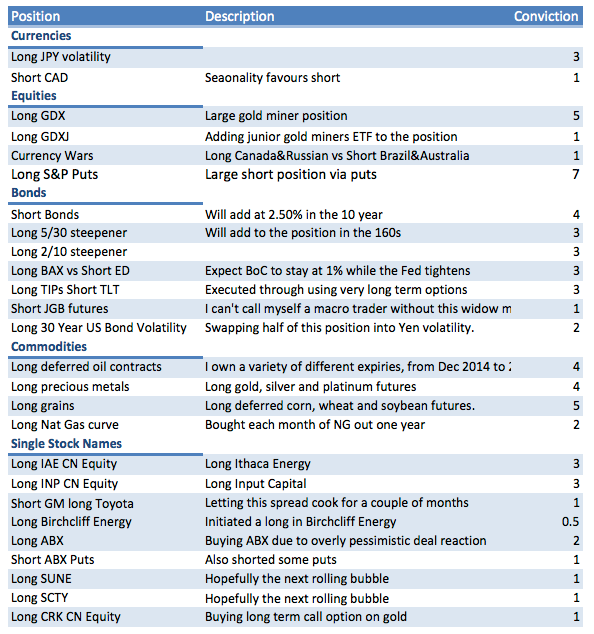 Position Description Conviction
Currencies
Long JPY volatility 3
Short CAD Seaonality favours short 1
Equities
Long GDX Large gold miner position 5
Long GDXJ Adding junior gold miners ETF to the position 1
Currency Wars Long Canada&Russian vs Short Brazil&Australia 1
Long S&P Puts Large short position via puts 7
Bonds
Short Bonds Will add at 2.50% in the 10 year 4
Long 5/30 steepener Will add to the position in the 160s 3
Long 2/10 steepener 3
Long BAX vs Short ED Expect BoC to stay at 1% while the Fed tightens 3
Long TIPs Short TLT Executed through using very long term options 3
Short JGB futures I can't call myself a macro trader without this widow m 1
Long 30 Year US Bond Volatility Swapping half of this position into Yen volatility. 2
Commodities
Long deferred oil contracts I own a variety of different expiries, from Dec 2014 to 4
Long precious metals Long gold, silver and platinum futures 4
Long grains Long deferred corn, wheat and soybean futures. 5
Long Nat Gas curve Bought each month of NG out one year 2
Single Stock Names
Long IAE CN Equity Long Ithaca Energy 3
Long INP CN Equity Long Input Capital 3
Short GM long Toyota Letting this spread cook for a couple of months 1
Long Birchcliff Energy Initiated a long in Birchcliff Energy 0.5
Long ABX Buying ABX due to overly pessimistic deal reaction 2
Short ABX Puts Also shorted some puts 1
Long SUNE Hopefully the next rolling bubble 1
Long SCTY Hopefully the next rolling bubble 1
Long CRK CN Equity Buying long term call option on gold 1